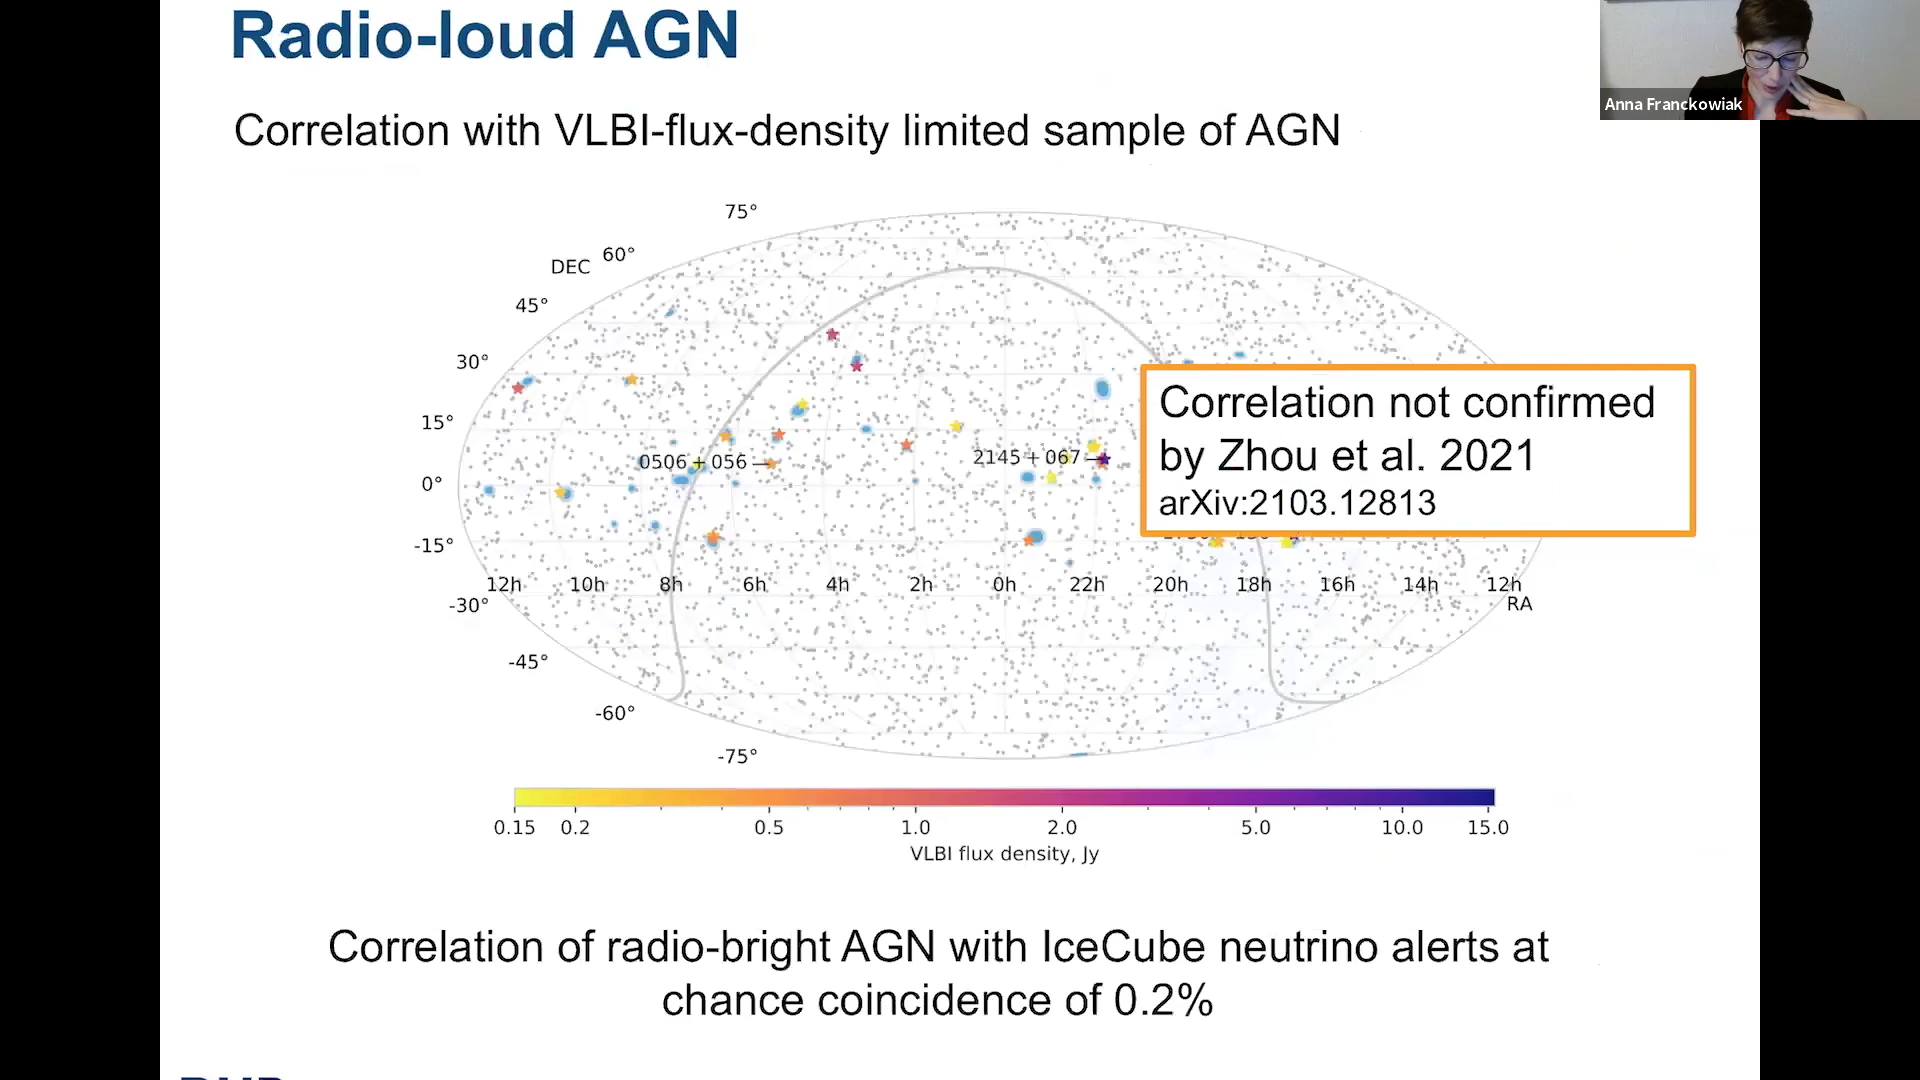 Radio-loud AGN
Anna Franckowiak
Correlation with VLBI-flux-density limited sample of AGN
75°
60°
DEC
45°
30°
15°
0°
-15°
-30°
-45°
-60°
-75°
0506 + 056
2145 + 067
Correlation not confirmed
by Zhou et al. 2021
arXiv:2103.12813
12h 10h 8h 6h 4h 2h 0h 22h 20h 18h 16h 14h 12h
RA
0.15 0.2 0.5 1.0 2.0 5.0 10.0 15.0
VLBI flux density, Jy
Correlation of radio-bright AGN with IceCube neutrino alerts at
chance coincidence of 0.2%